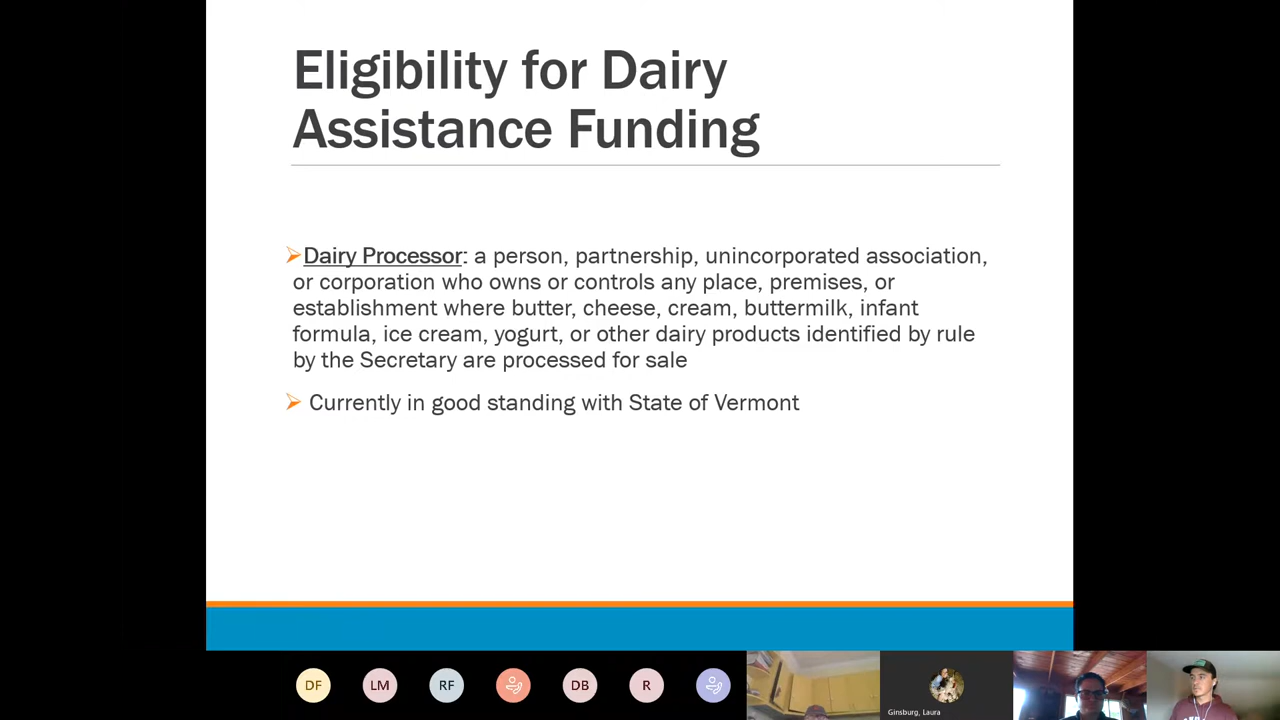 Eligibility for Dairy
Assistance Funding
Dairy Processor: a person, partnership, unincorporated association,
or corporation who owns or controls any place, premises, or
establishment where butter, cheese, cream, buttermilk, infant
formula, ice cream, yogurt, or other dairy products identified by rule
by the Secretary are processed for sale
Currently in good standing with State of Vermont
DF LM RF DB R
Ginsburg, Laura